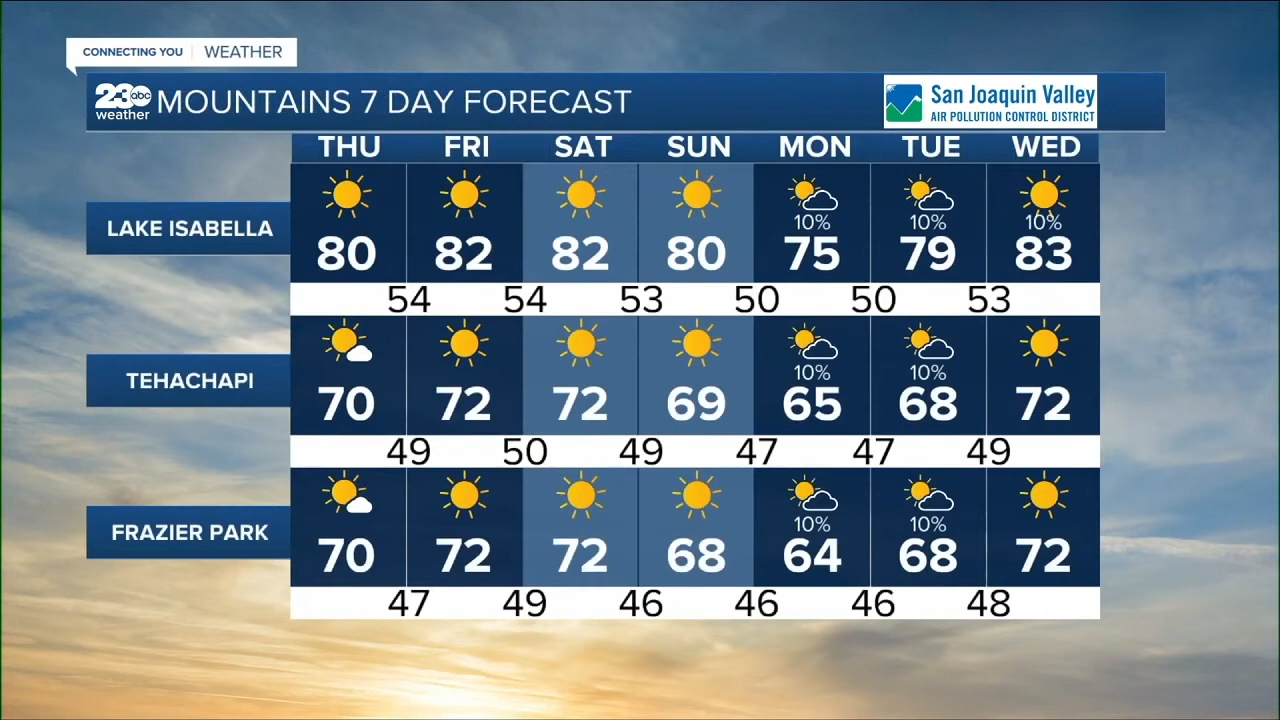 CONNECTING YOU WEATHER
23 abc
weather
MOUNTAINS 7 DAY FORECAST
San Joaquin Valley
AIR POLLUTION CONTROL DISTRICT
THU FRI SAT SUN MON TUE WED
LAKE ISABELLA
10% 10% 10%
80 82 82 80 75 79 83
54 54 53 50 50 53
TEHACHAPI
10% 10%
70 72 72 69 65 68 72
49 50 49 47 47 49
FRAZIER PARK
10% 10%
70 72 72 68 64 68 72
47 49 46 46 46 48